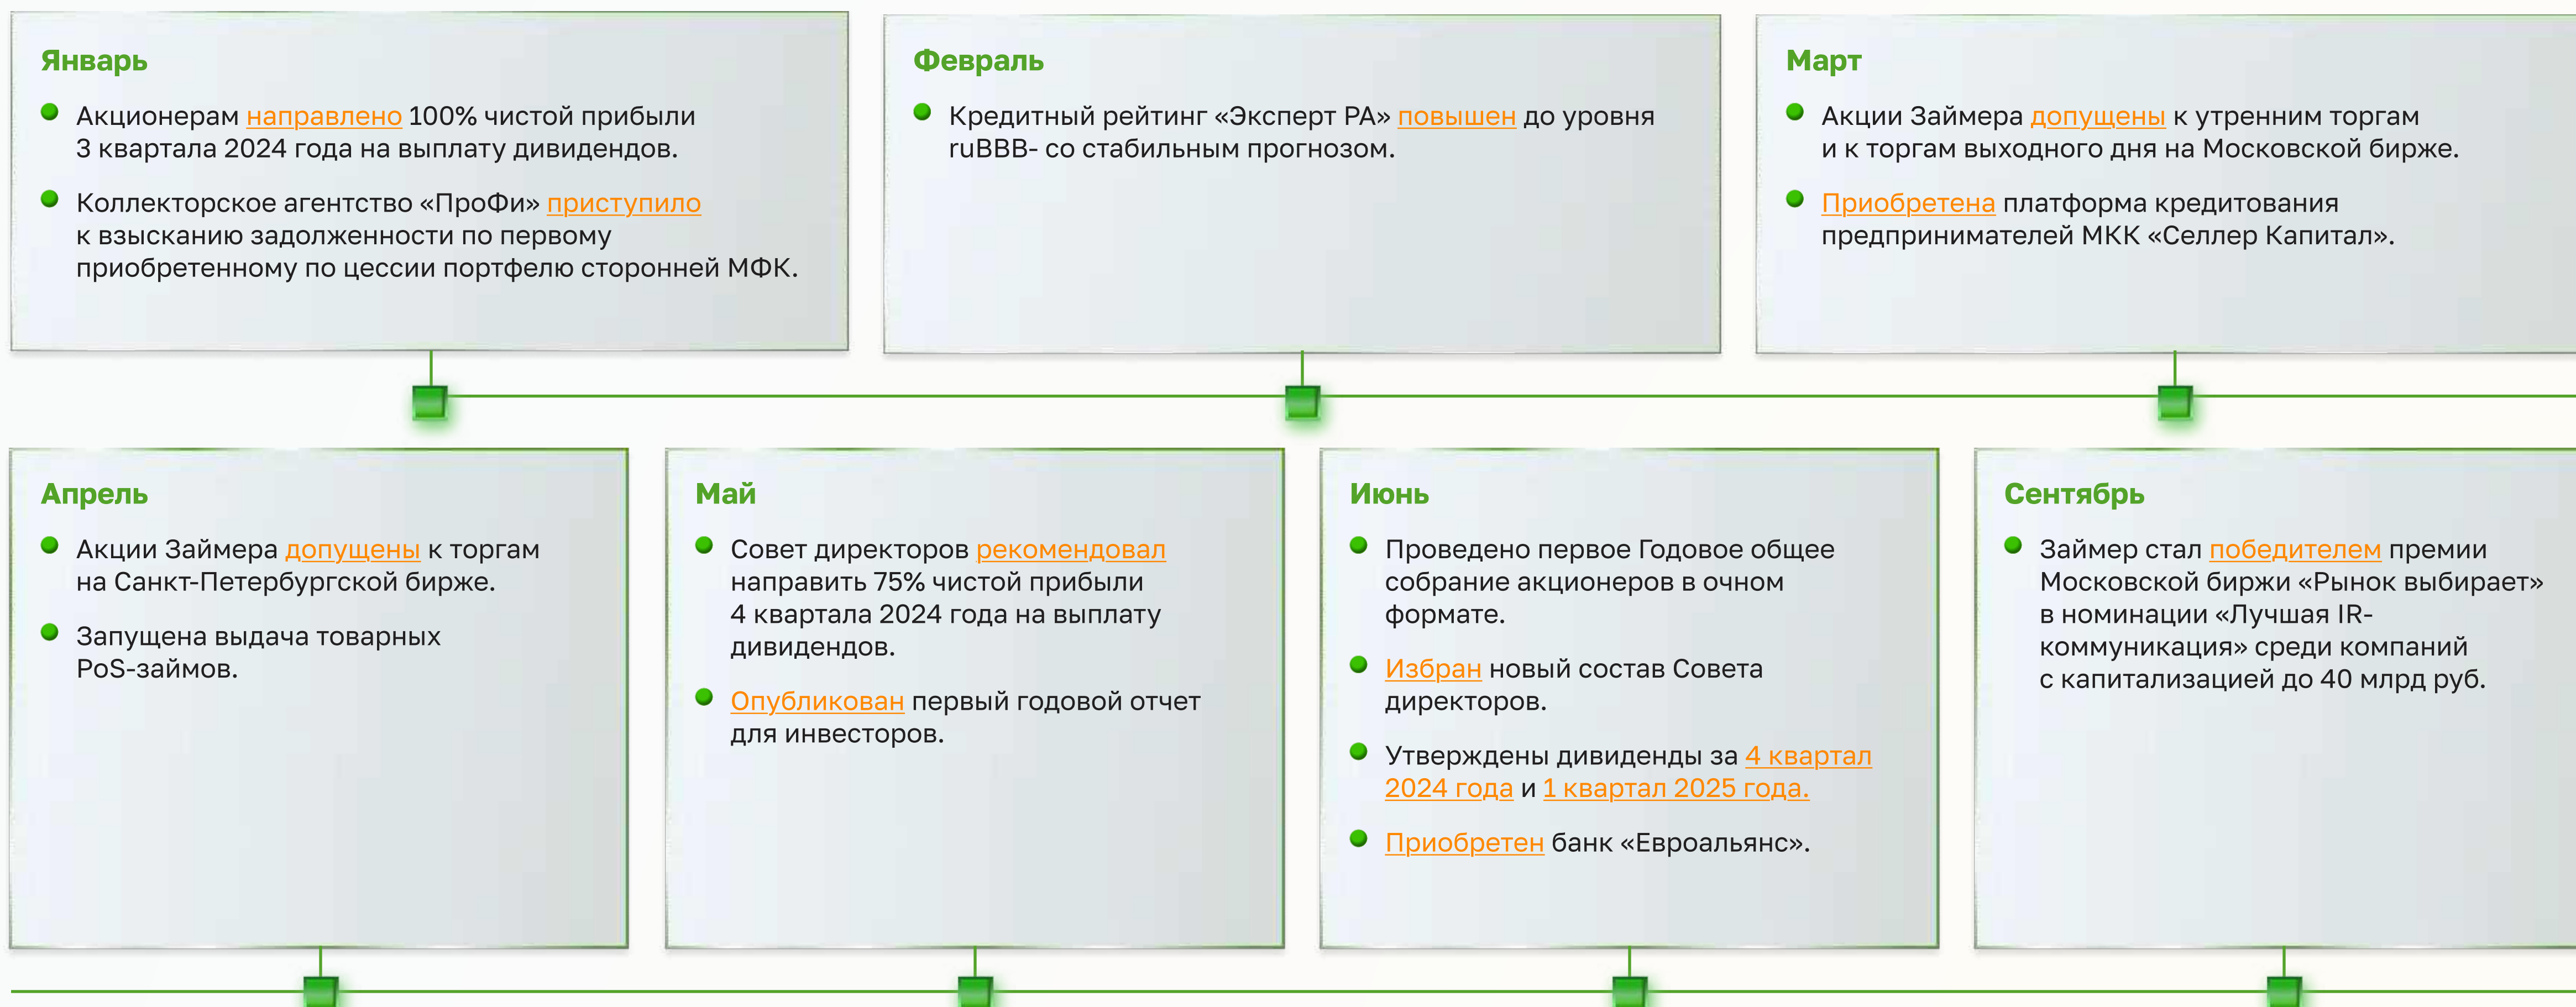 Январь
Акционерам направлено 100% чистой прибыли
3 квартала 2024 года на выплату дивидендов.
Коллекторское агентство «ПроФи» приступило
к взысканию задолженности по первому
приобретенному по цессии портфелю сторонней МФК.
Февраль
Кредитный рейтинг «Эксперт РА» повышен до уровня
ruBBB- со стабильным прогнозом.
Март
Акции Займера допущены к утренним торгам
и к торгам выходного дня на Московской бирже.
Приобретена платформа кредитования
предпринимателей МКК «Селлер Капитал».
Апрель
Акции Займера допущены к торгам
на Санкт-Петербургской бирже.
Запущена выдача товарных
PoS-займов.
Май
Совет директоров рекомендовал
направить 75% чистой прибыли
4 квартала 2024 года на выплату
дивидендов.
Опубликован первый годовой отчет
для инвесторов.
Июнь
Проведено первое Годовое общее
собрание акционеров в очном
формате.
Избран новый состав Совета
директоров.
Утверждены дивиденды за 4 квартал
2024 года и 1 квартал 2025 года.
Приобретен банк «Евроальянс».
Сентябрь
Займер стал победителем премии
Московской биржи «Рынок выбирает»
в номинации «Лучшая IR-
коммуникация» среди компаний
с капитализацией до 40 млрд руб.